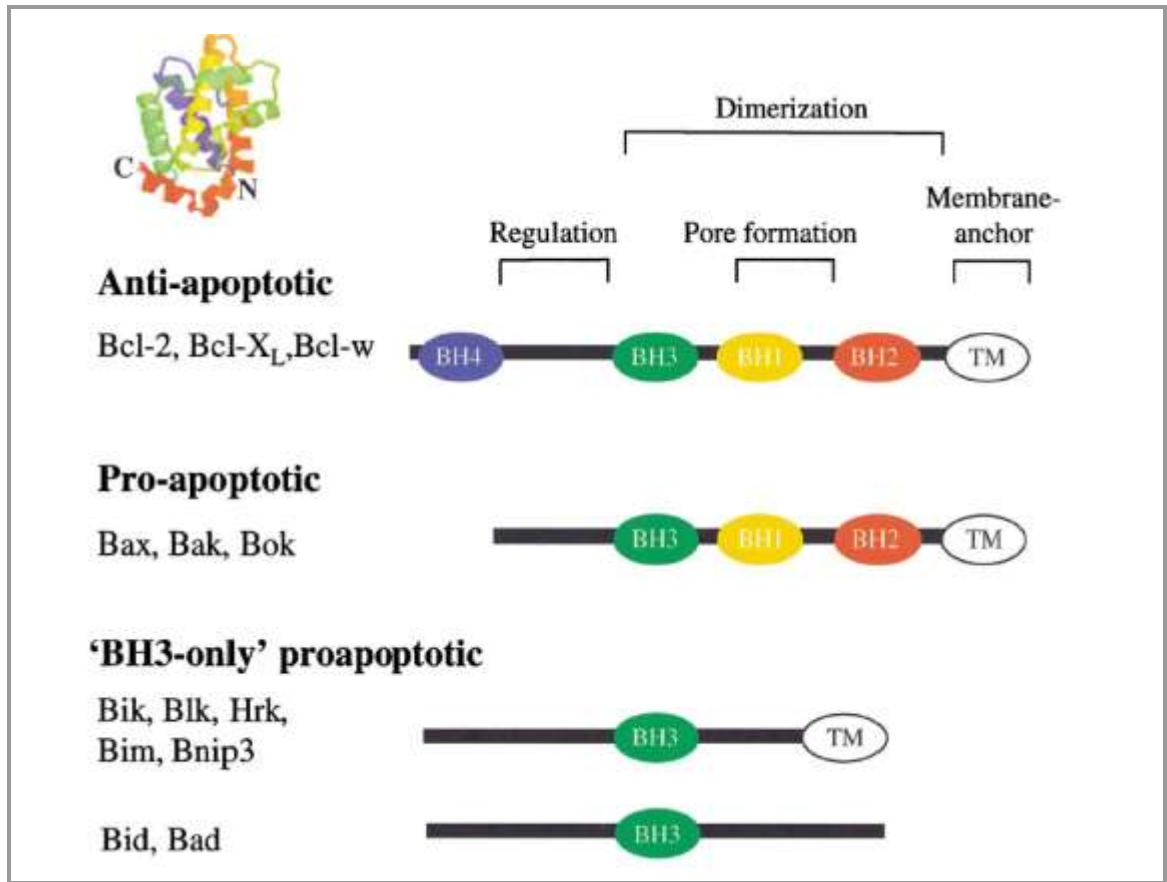 C
N
Dimerization
Membrane-
anchor
Regulation
Pore formation
Anti-apoptotic
Bcl-2, Bcl-X_L,Bcl-w
BH4
BH3
BH1
BH2
TM
Pro-apoptotic
Bax, Bak, Bok
BH3
BH1
BH2
TM
‘BH3-only’ proapoptotic
Bik, Blk, Hrk,
Bim, Bnip3
BH3
TM
Bid, Bad
BH3